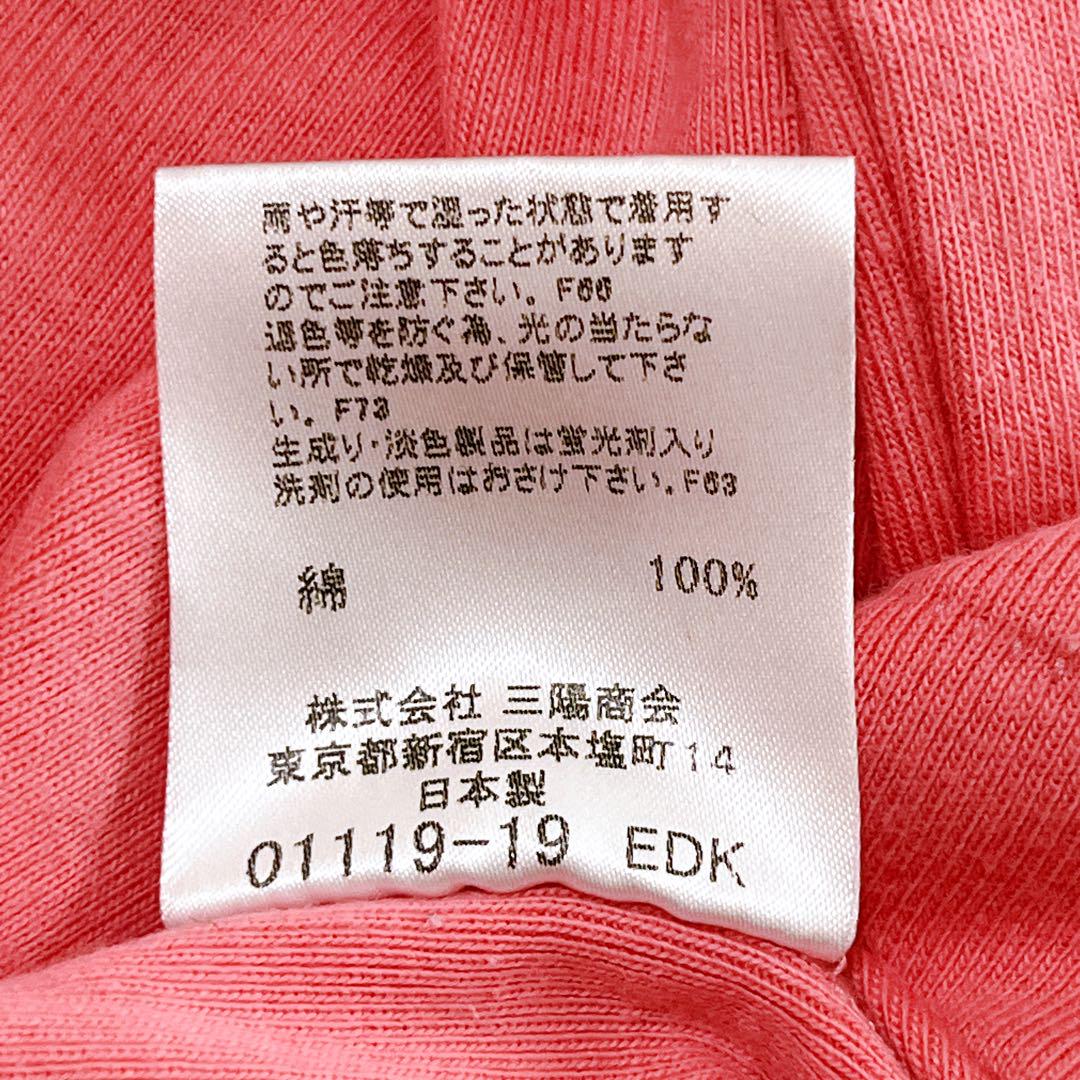 雨や汗等で湿った状態で着用す
ると色落ちすることがあります
のでご注意下さい。F66
退色等を防ぐ為、光の当たらな
い所で乾燥及び保管して下さ
い。F73
生成り・淡色製品は蛍光剤入り
洗剤の使用はおさけ下さい。F63
綿 100%
株式会社 三陽商会
東京都新宿区本塩町14
日本製
01119-19 EDK